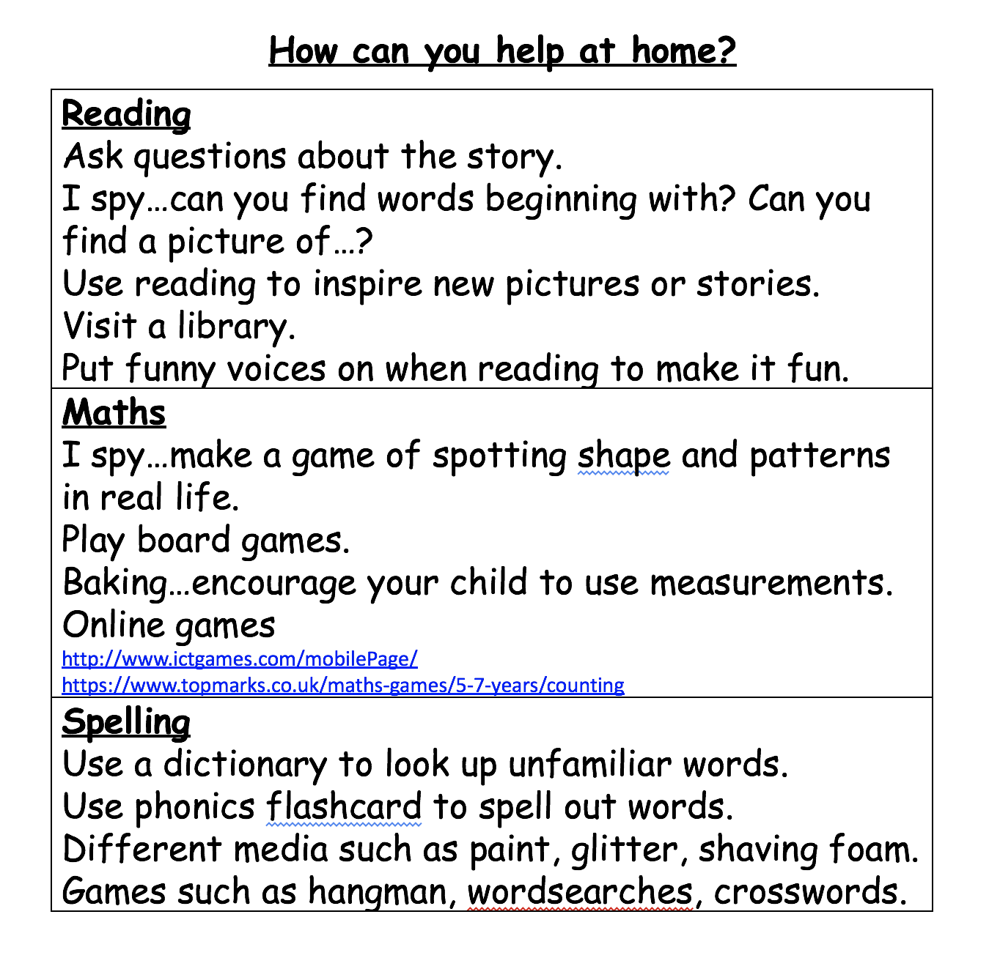 How can you help at home?
Reading
Ask questions about the story.
I spy...can you find words beginning with? Can you
find a picture of...?
Use reading to inspire new pictures or stories.
Visit a library.
Put funny voices on when reading to make it fun.
Maths
I spy...make a game of spotting shape and patterns
in real life.
Play board games.
Baking...encourage your child to use measurements.
Online games
http://www.ictgames.com/mobilePage/
https://www.topmarks.co.uk/maths-games/5-7-years/counting
Spelling
Use a dictionary to look up unfamiliar words.
Use phonics flashcard to spell out words.
Different media such as paint, glitter, shaving foam.
Games such as hangman, wordsearches, crosswords.